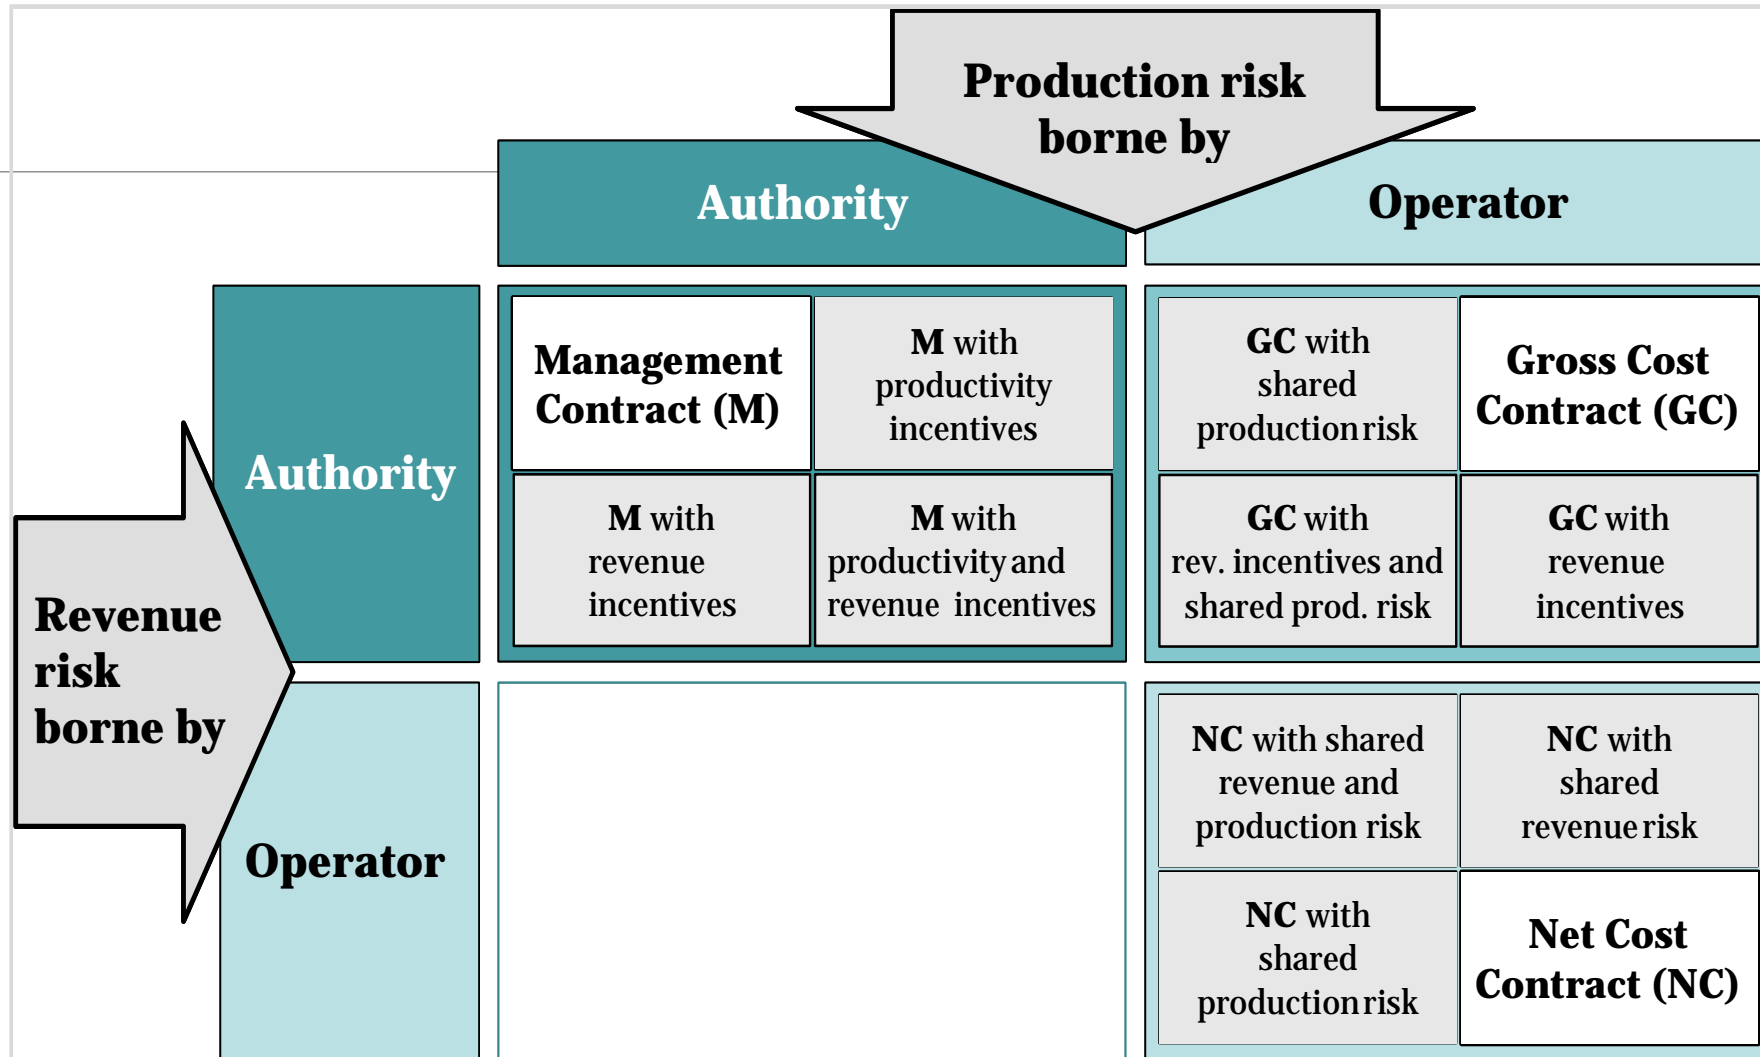 Production risk
borne by
Authority
Operator
Authority
Management
Contract (M)
M with
productivity
incentives
GC with
shared
production risk
Gross Cost
Contract (GC)
M with
revenue
incentives
M with
productivity and
revenue incentives
GC with
rev. incentives and
shared prod. risk
GC with
revenue
incentives
Revenue
risk
borne by
Operator
NC with shared
revenue and
production risk
NC with
shared
revenue risk
NC with
shared
production risk
Net Cost
Contract (NC)